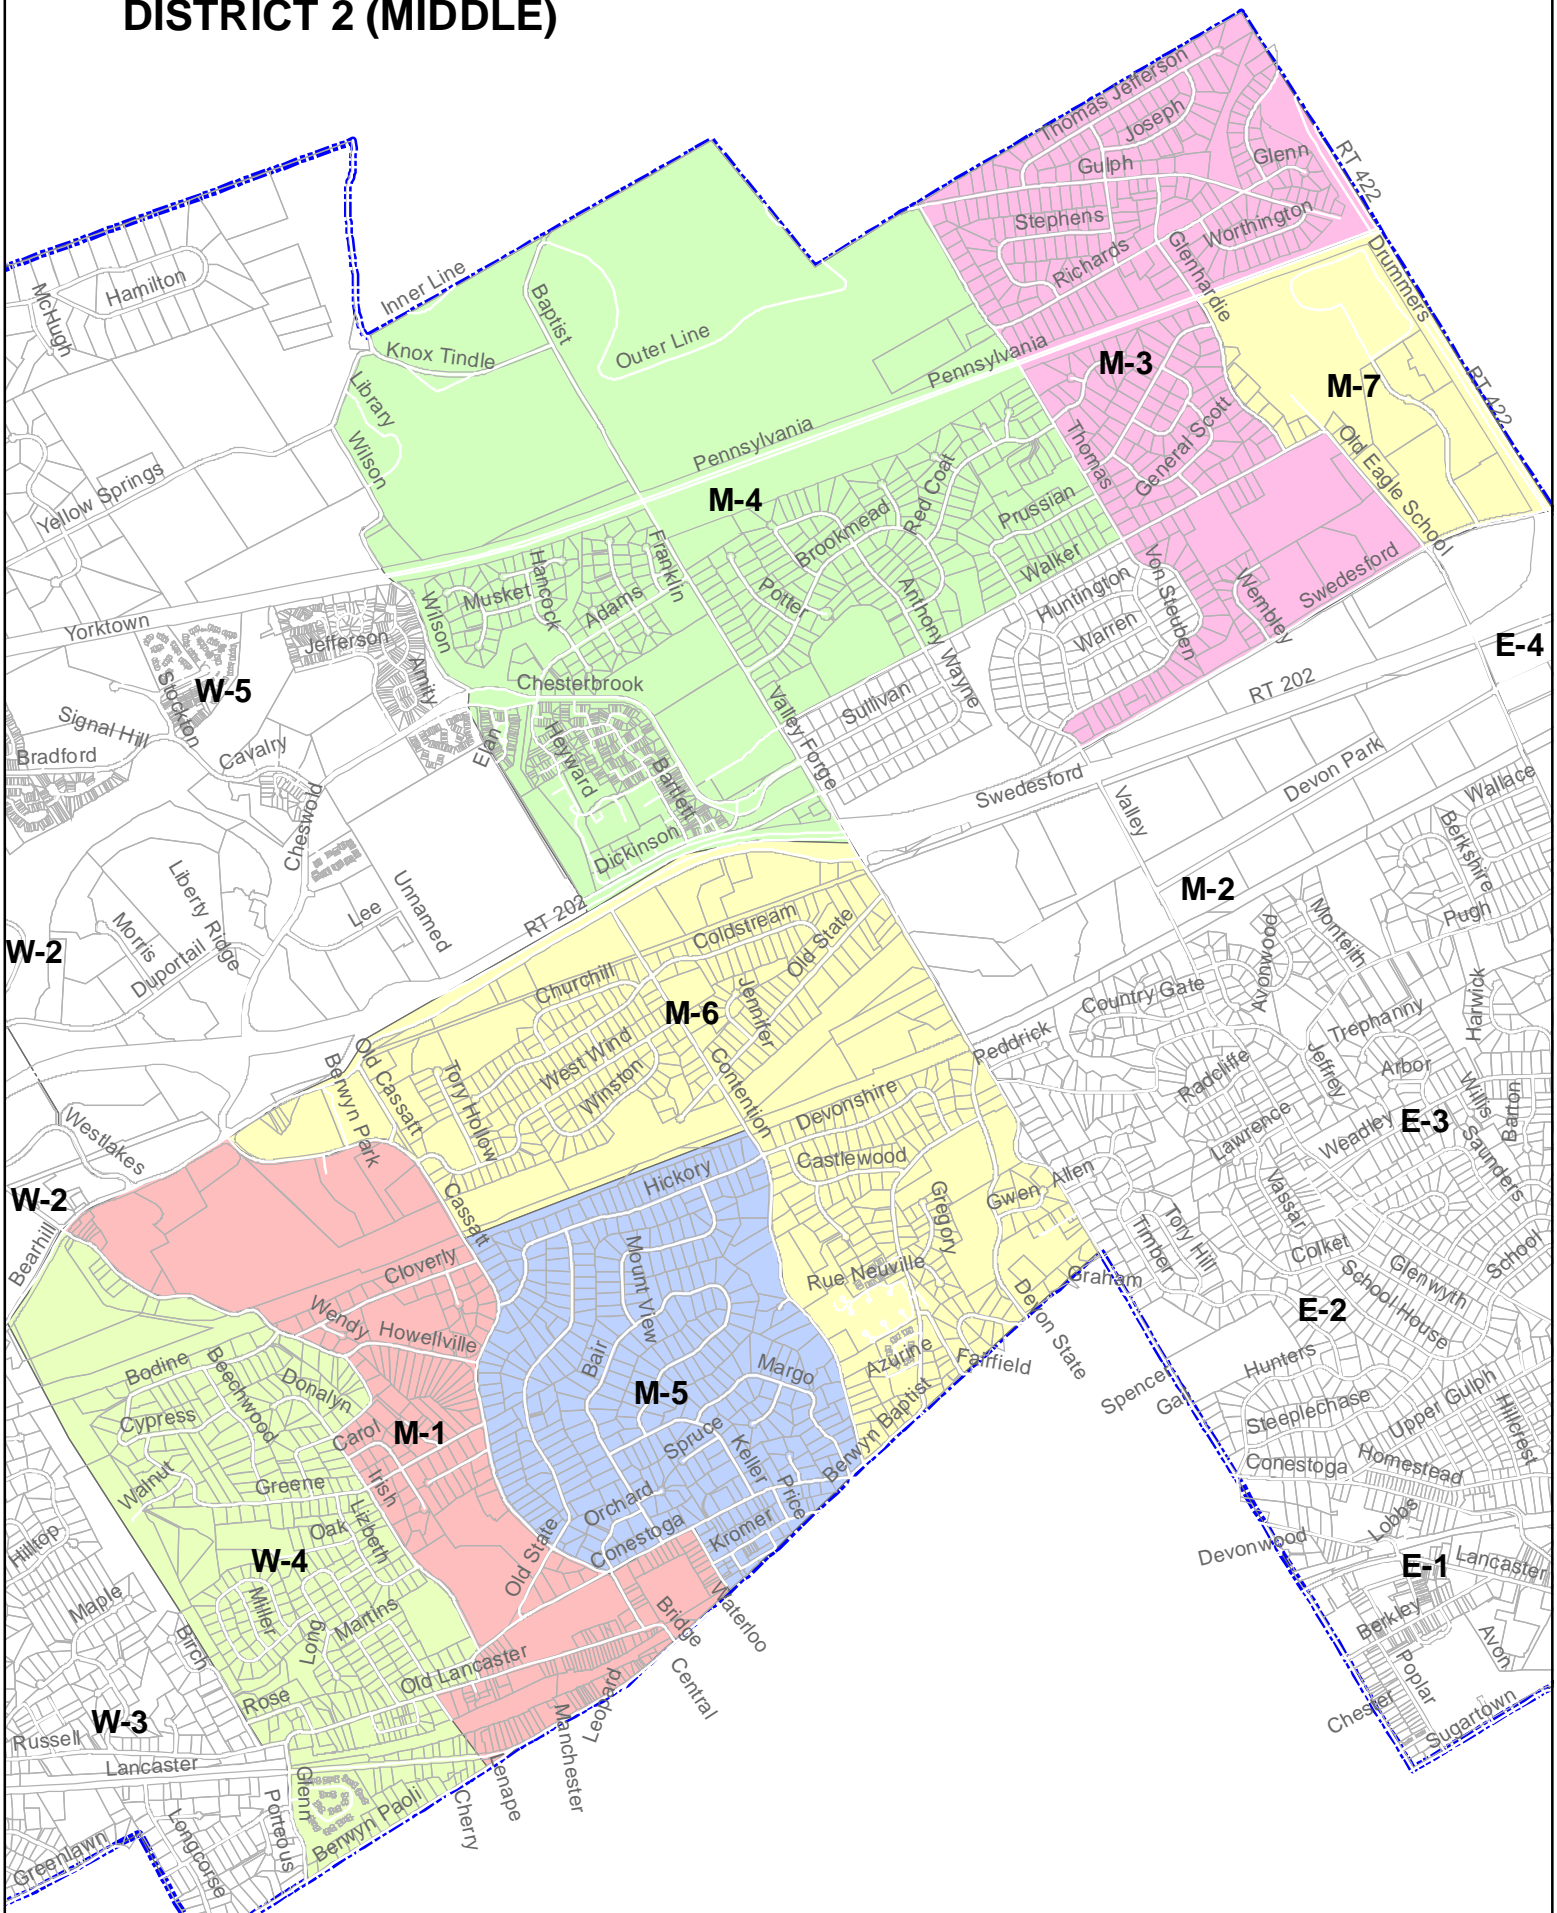 DISTRICT 2 (MIDDLE)
Thomas Jefferson
Joseph
Gulph
Glenn
RT 422
Stephens
Worthington
Richards
Glenhardie
Drummers
Inner Line
Hamilton
McHugh
Baptist
Outer Line
Knox Tindle
Pennsylvania
M-3
M-7
RT 422
Library
Wilson
Pennsylvania
Thomas
General Scott
Old Eagle School
Yellow Springs
M-4
Red Coat
Brookmead
Prussian
Franklin
Hancock
Musket
Adams
Potter
Walker
Von Steuben
Wembley
Swedesford
Huntington
Warren
Anthony Wayne
Wilson
Yorktown
Jefferson
Amity
E-4
W-5
Stockton
Chesterbrook
Valley Forge
Sullivan
RT 202
Signal Hill
Bradford
Cavalry
Elan
Heyward
Bartlett
Swedesford
Devon Park
Valley
Wallace
Berkshire
Cheswold
Dickinson
Liberty Ridge
Unnamed
M-2
Lee
Morris
RT 202
Coldstream
Old State
Monteith
Pugh
Avonwood
W-2
Duportail
Churchill
Jennifer
M-6
Country Gate
Harwick
Trephanny
Peddrick
Contention
West Wind
Winston
Old Cassatt
Berwyn Park
Tory Hollow
Radcliffe
Jeffrey
Arbor
Willis
Barton
Devonshire
Westlakes
Lawrence
Weadley
E-3
Saunders
Castlewood
Hickory
Allen
Gwen
Vassar
W-2
Cassatt
Gregory
Timber
Tory Hill
Bearhill
Colket
School
Mount View
Cloverly
Rue Neuville
Graham
School House
Glenwyth
E-2
Wendy
Howellville
Devon State
Azurine
Fairfield
Hunters
Bair
Margo
Bodine
Beechwood
Donalyn
M-5
Spencer
Gail
Steeplechase
Upper Gulph
Hillcrest
Cypress
M-1
Carol
Spruce
Berwyn Baptist
Keller
Conestoga
Homestead
Walnut
Greene
Irish
Price
Orchard
Lizbeth
Oak
Lobbs
Hilltop
W-4
Old State
Conestoga
Kromer
Devonwood
E-1
Lancaster
Maple
Miller
Martins
Long
Bridge
Waterloo
Berkley
Avon
Birch
Old Lancaster
Central
Poplar
Rose
Leopard
W-3
Manchester
Chester
Sugartown
Russell
Lancaster
Glenn
Lenape
Porteous
Berwyn Paoli
Cherry
Longcorse
Greenlawn